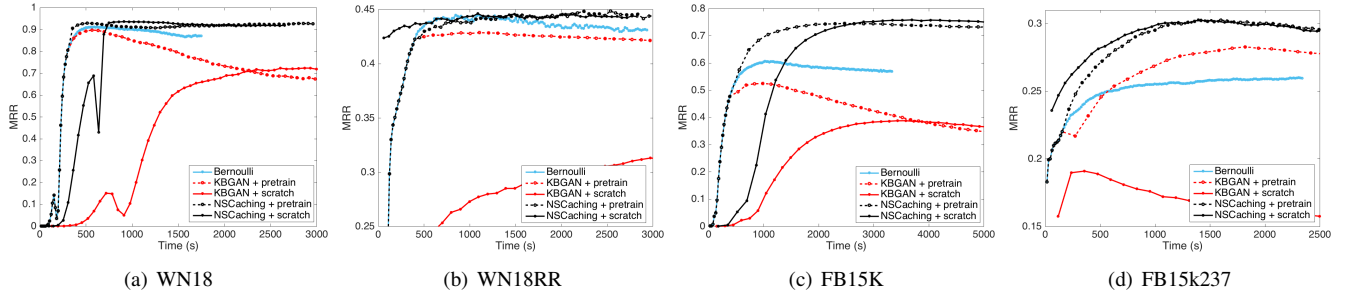 1
0.9
0.8
0.7
0.6
0.5
0.4
0.3
0.2
0.1
0
MRR
0 500 1000 1500 2000 2500 3000
Time (s)
Bernoulli
KBGAN + pretrain
KBGAN + scratch
NSCaching + pretrain
NSCaching + scratch
(a) WN18
0.45
0.4
0.35
0.3
0.25
MRR
0 500 1000 1500 2000 2500 3000
Time (s)
Bernoulli
KBGAN + pretrain
KBGAN + scratch
NSCaching + pretrain
NSCaching + scratch
(b) WN18RR
0.8
0.7
0.6
0.5
0.4
0.3
0.2
0.1
0
MRR
0 1000 2000 3000 4000 5000
Time (s)
Bernoulli
KBGAN + pretrain
KBGAN + scratch
NSCaching + pretrain
NSCaching + scratch
(c) FB15K
0.3
0.25
0.2
0.15
MRR
0 500 1000 1500 2000 2500
Time (s)
Bernoulli
KBGAN + pretrain
KBGAN + scratch
NSCaching + pretrain
NSCaching + scratch
(d) FB15k237